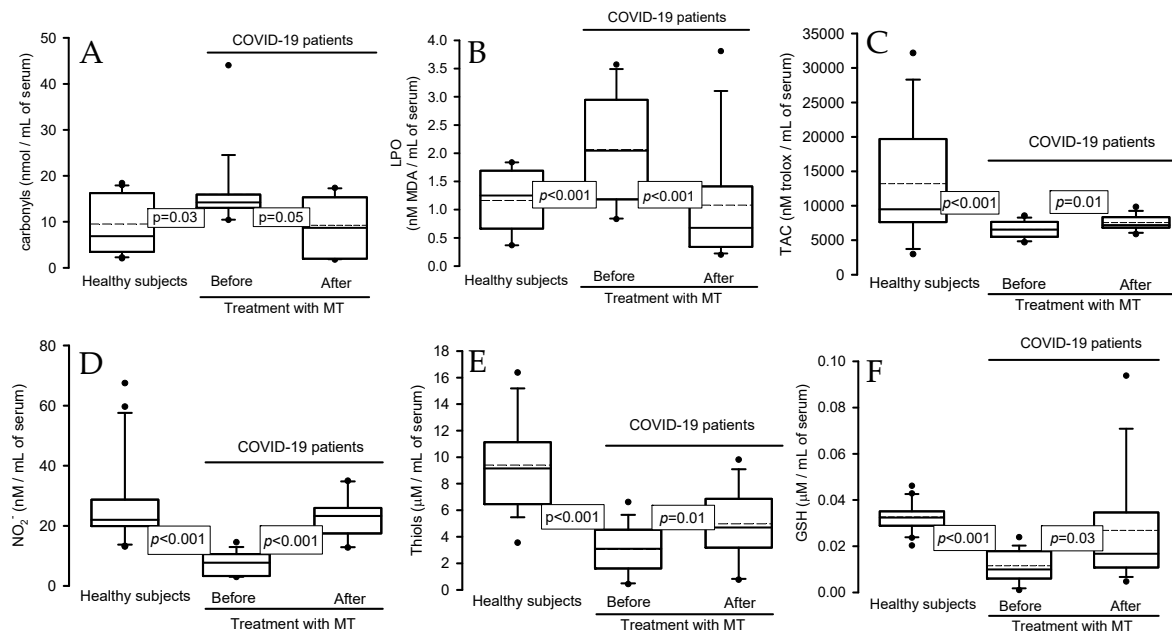 A
COVID-19 patients
carbonyls (nmol / mL of serum)
50
40
30
20
10
0
p=0.03
p=0.05
Healthy subjects
Before
After
Treatment with MT
B
COVID-19 patients
LPO
(nM MDA / mL of serum)
4.0
3.5
3.0
2.5
2.0
1.5
1.0
0.5
0.0
p<0.001
p<0.001
Healthy subjects
Before
After
Treatment with MT
C
COVID-19 patients
TAC (nM trolox / mL of serum)
35000
30000
25000
20000
15000
10000
5000
0
p<0.001
p=0.01
Healthy subjects
Before
After
Treatment with MT
D
COVID-19 patients
NO₂⁻ (nM / mL of serum)
80
60
40
20
0
p<0.001
p<0.001
Healthy subjects
Before
After
Treatment with MT
E
COVID-19 patients
Thiols (μM / mL of serum)
18
16
14
12
10
8
6
4
2
0
p<0.001
p=0.01
Healthy subjects
Before
After
Treatment with MT
F
COVID-19 patients
GSH (μM / mL of serum)
0.10
0.08
0.06
0.04
0.02
0.00
p<0.001
p=0.03
Healthy subjects
Before
After
Treatment with MT